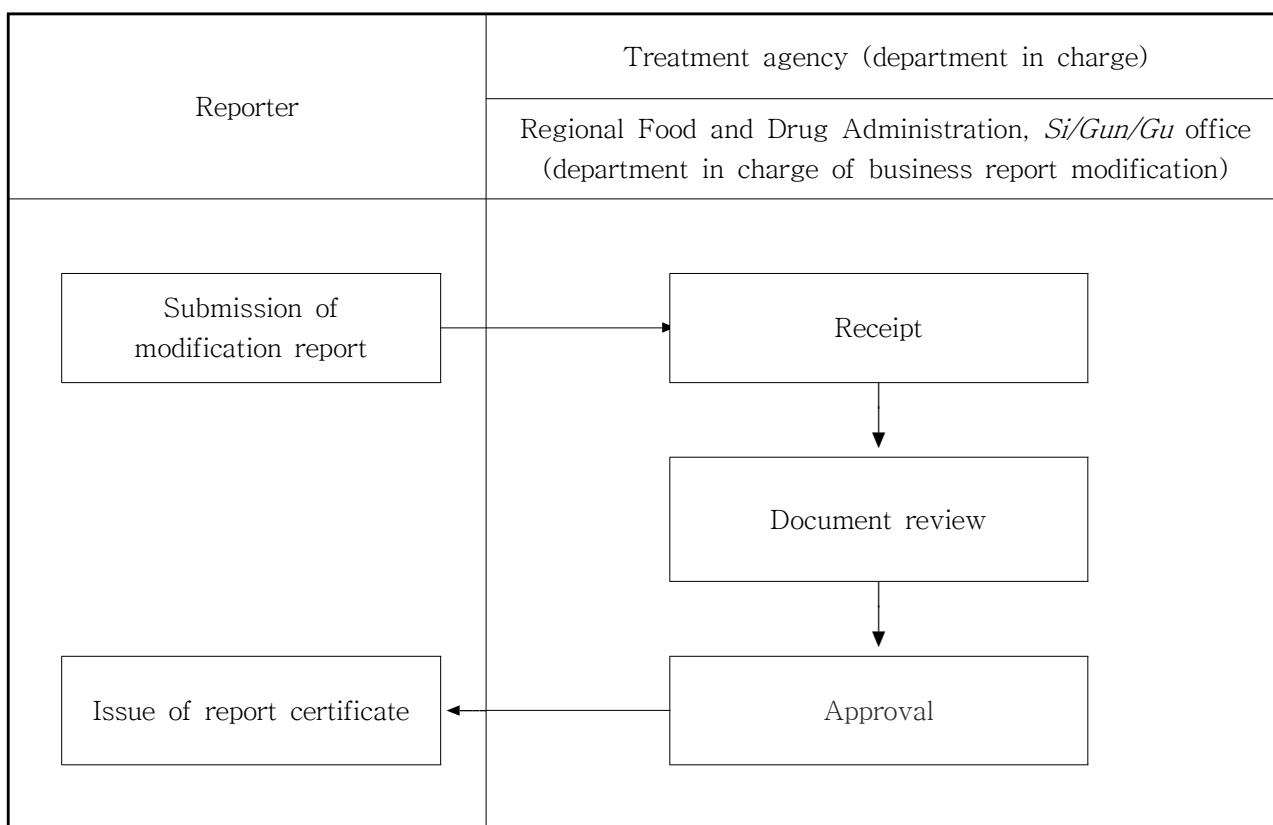 Reporter
Treatment agency (department in charge)
Regional Food and Drug Administration, Si/Gun/Gu office
(department in charge of business report modification)
Submission of
modification report
Receipt
Document review
Issue of report certificate
Approval